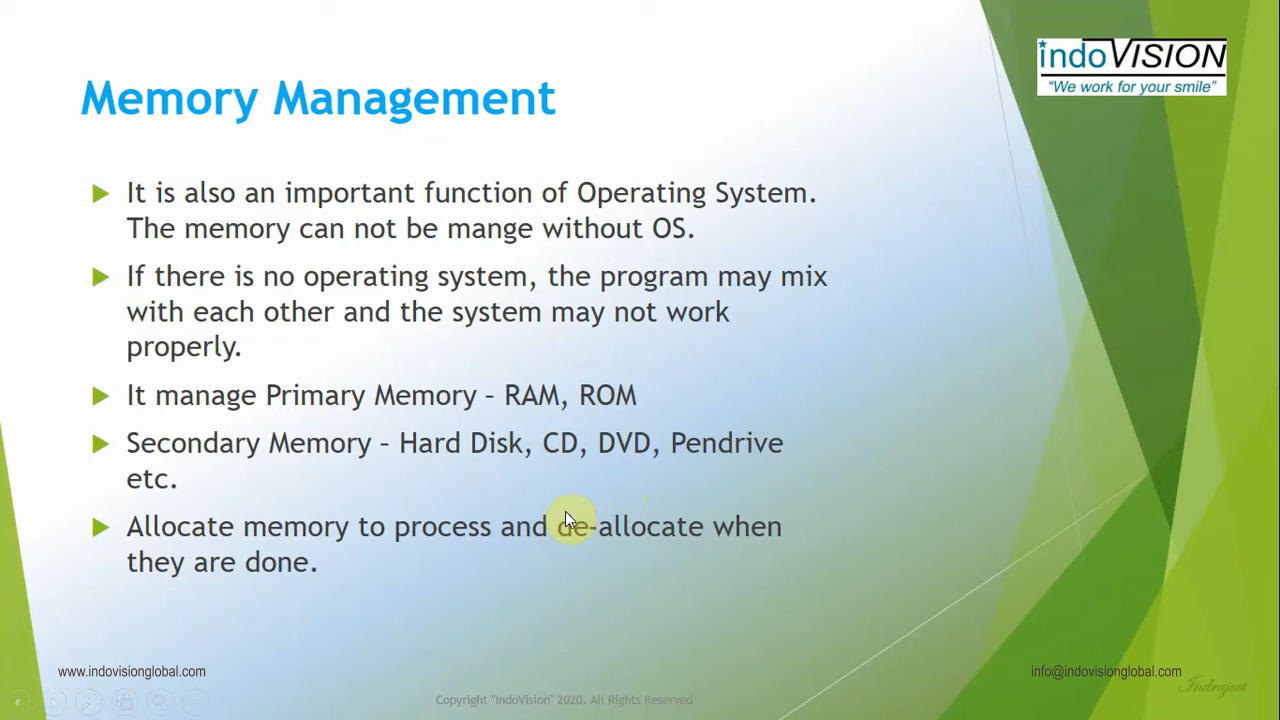 indoVISION
"We work for your smile"
Memory Management
It is also an important function of Operating System.
The memory can not be mange without OS.
If there is no operating system, the program may mix
with each other and the system may not work
properly.
It manage Primary Memory – RAM, ROM
Secondary Memory – Hard Disk, CD, DVD, Pendrive
etc.
Allocate memory to process and de-allocate when
they are done.
www.indovisionglobal.com
info@indovisionglobal.com
Copyright "IndoVision" 2020. All Rights Reserved
Indrajeet